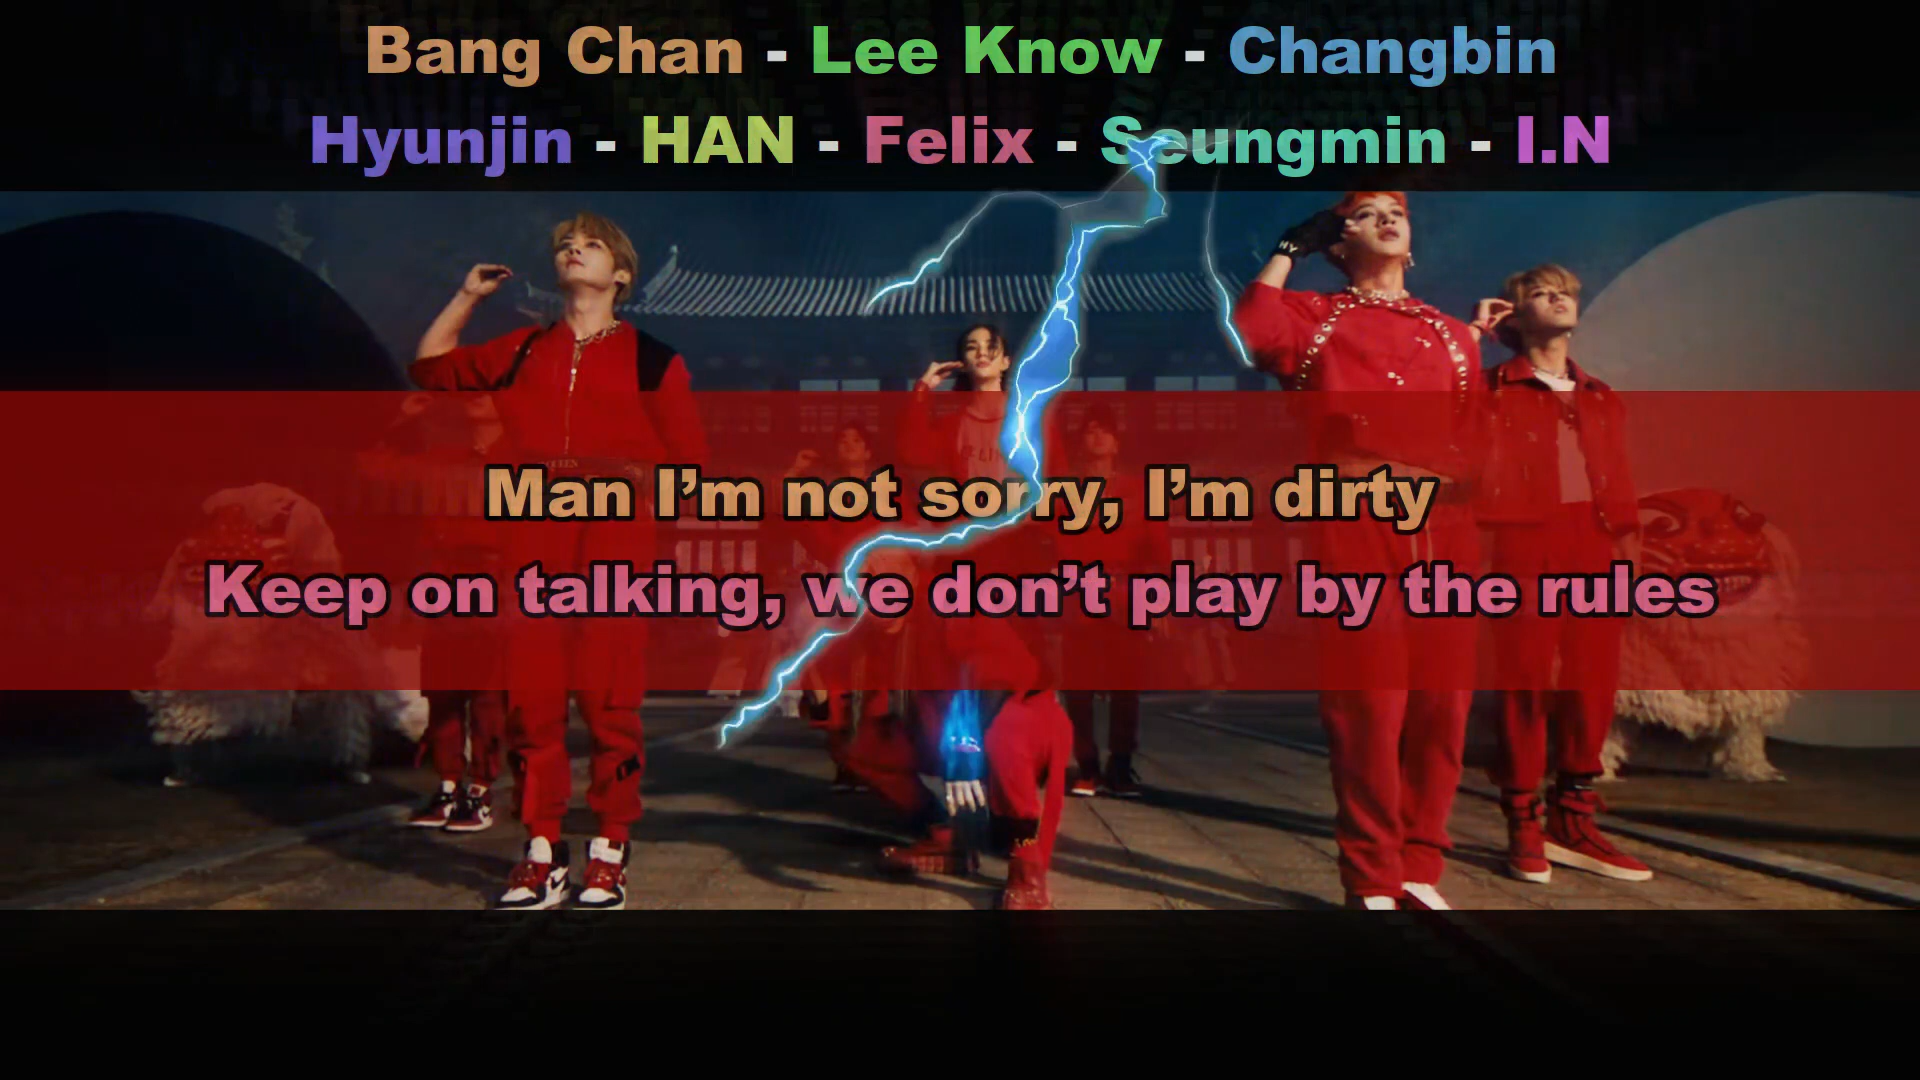 Bang Chan - Lee Know - Changbin
Hyunjin - HAN - Felix - Seungmin - I.N
Man I’m not sorry, I’m dirty
Keep on talking, we don’t play by the rules